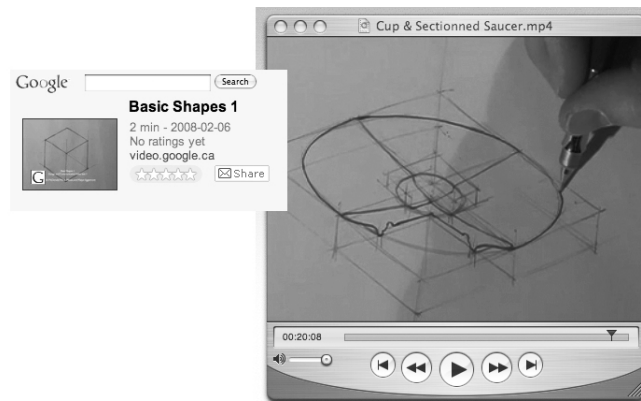 Cup & Sectionned Saucer.mp4
Google
Search
Basic Shapes 1
2 min - 2008-02-06
No ratings yet
video.google.ca
G
Share
00:20:08